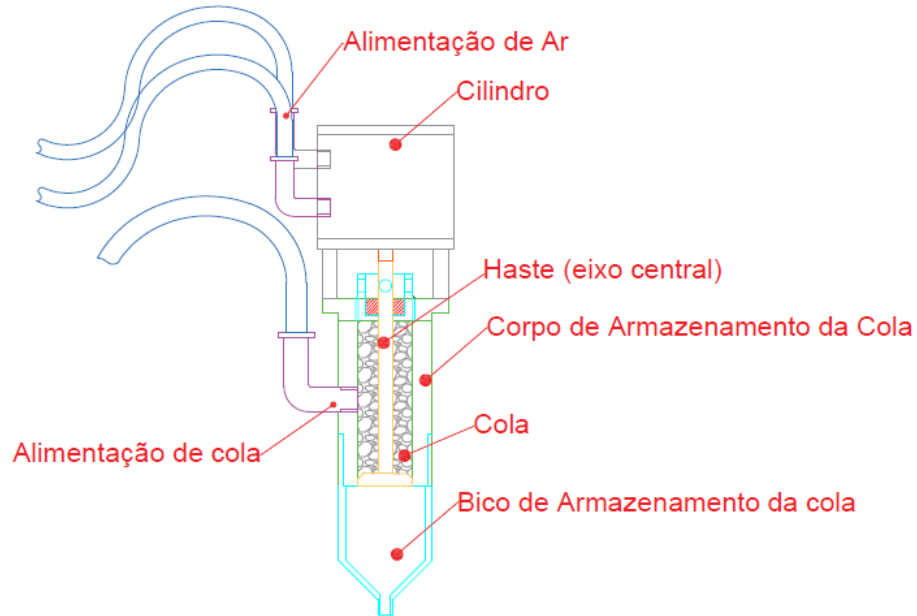 Alimentação de Ar
Cilindro
Haste (eixo central)
Corpo de Armazenamento da Cola
Cola
Alimentação de cola
Bico de Armazenamento da cola